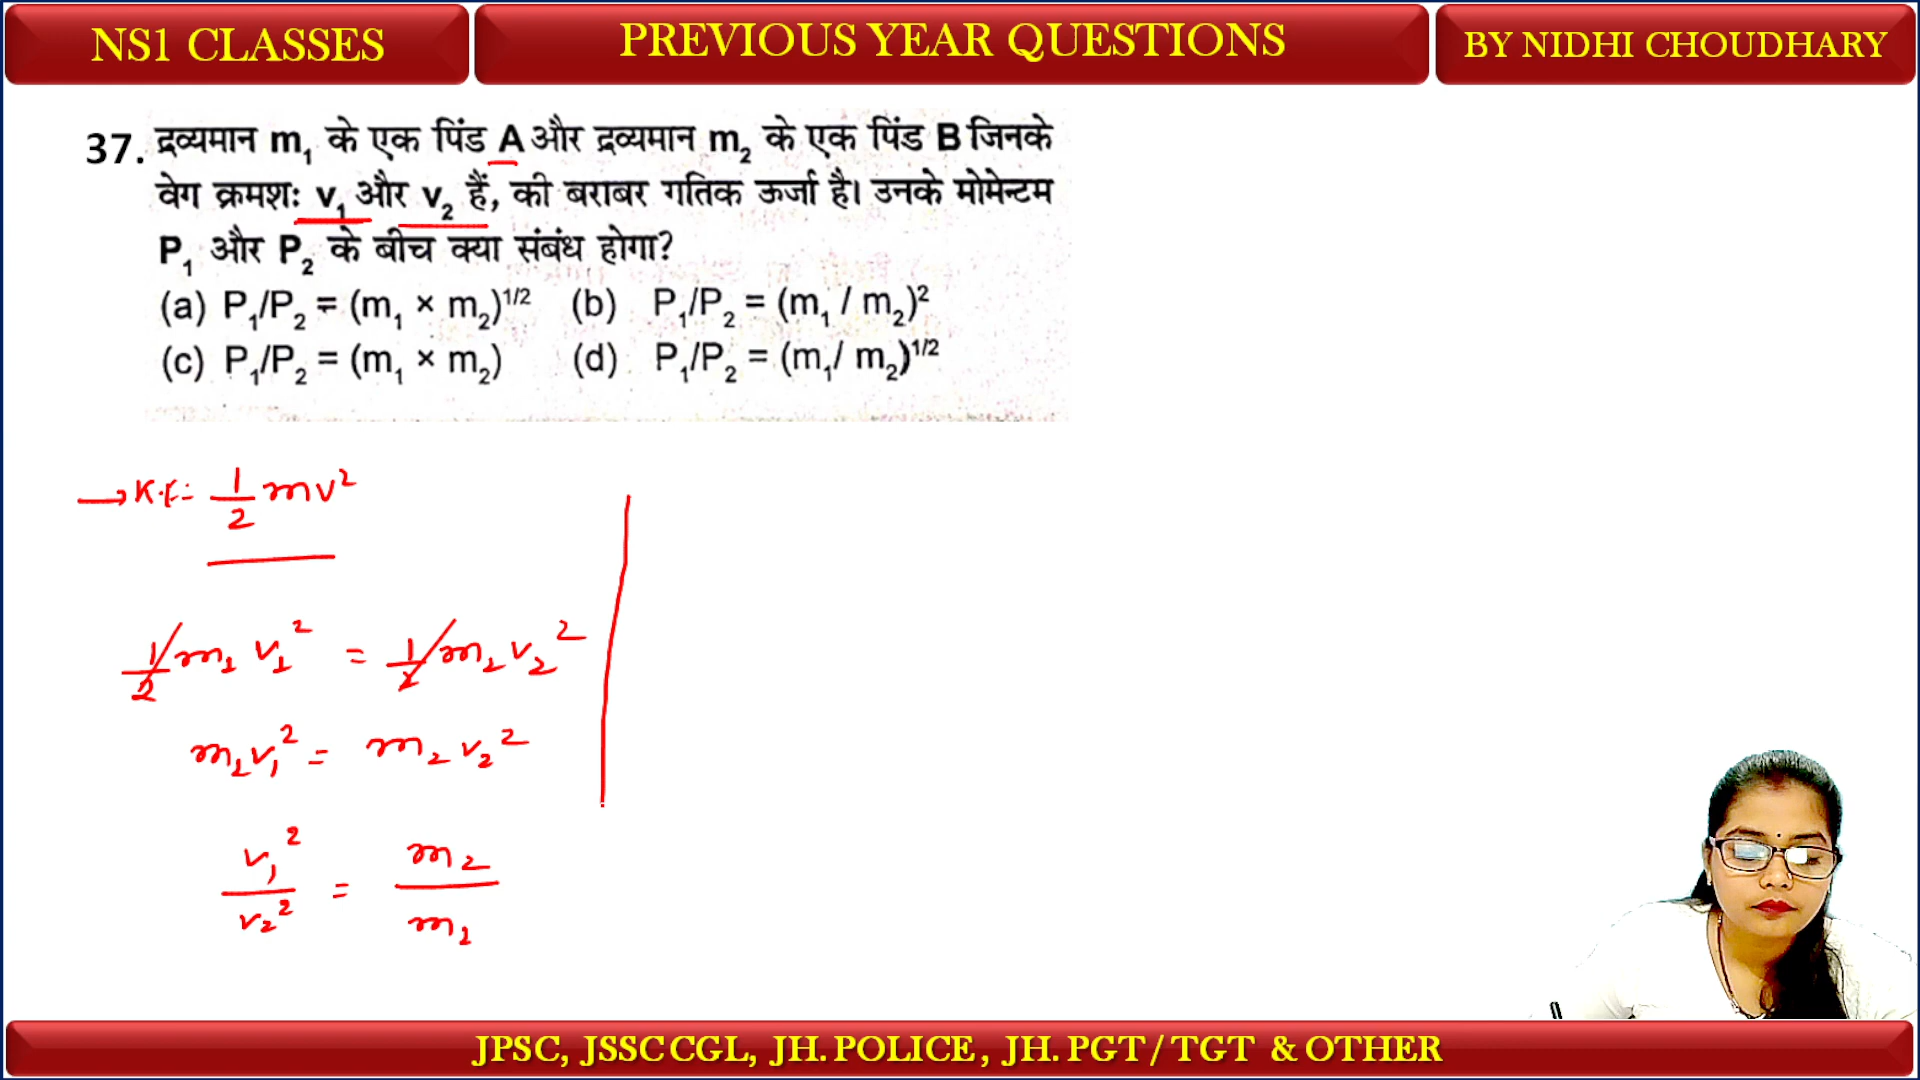 NS1 CLASSES
PREVIOUS YEAR QUESTIONS
BY NIDHI CHOUDHARY
37. द्रव्यमान m₁ के एक पिंड A और द्रव्यमान m₂ के एक पिंड B जिनके
वेग क्रमशः v₁ और v₂ हैं, की बराबर गतिक ऊर्जा है। उनके मोमेन्टम
P₁ और P₂ के बीच क्या संबंध होगा?
(a) P₁/P₂ = (m₁ × m₂)^1/2 (b) P₁/P₂ = (m₁ / m₂)²
(c) P₁/P₂ = (m₁ × m₂) (d) P₁/P₂ = (m₁/ m₂)^1/2
→ K.E = 1/2 mv²
1/2 m₁ v₁² = 1/2 m₂ v₂²
m₁v₁² = m₂ v₂²
v₁²/v₂² = m₂/m₁
JPSC, JSSC CGL, JH. POLICE, JH. PGT / TGT & OTHER